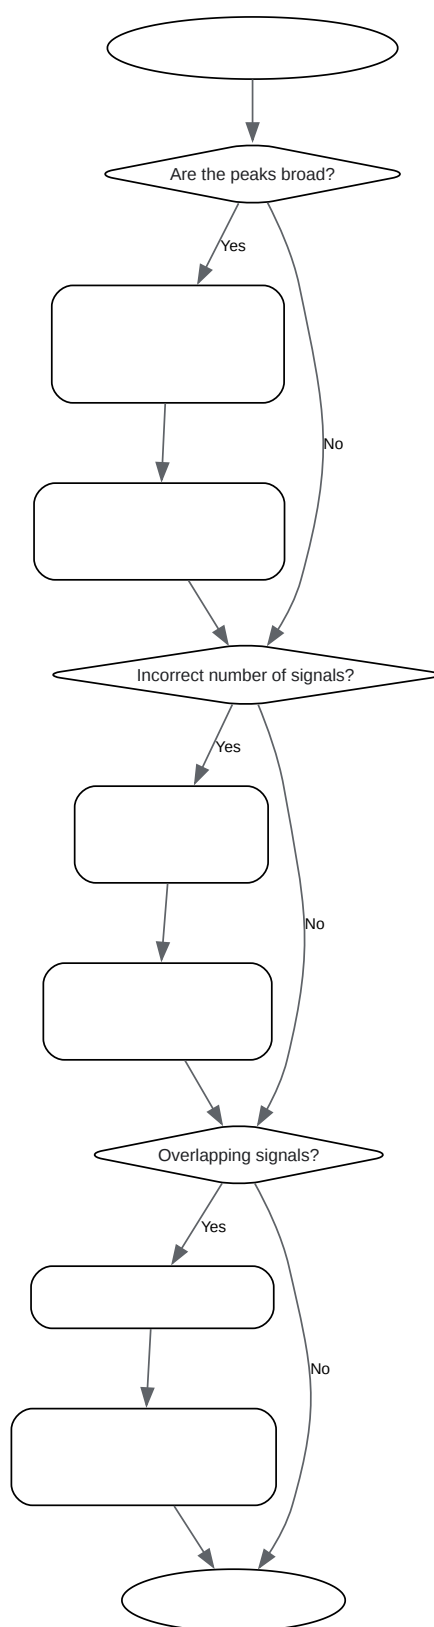 Are the peaks broad?
Yes
No
Incorrect number of signals?
Yes
No
Overlapping signals?
Yes
No